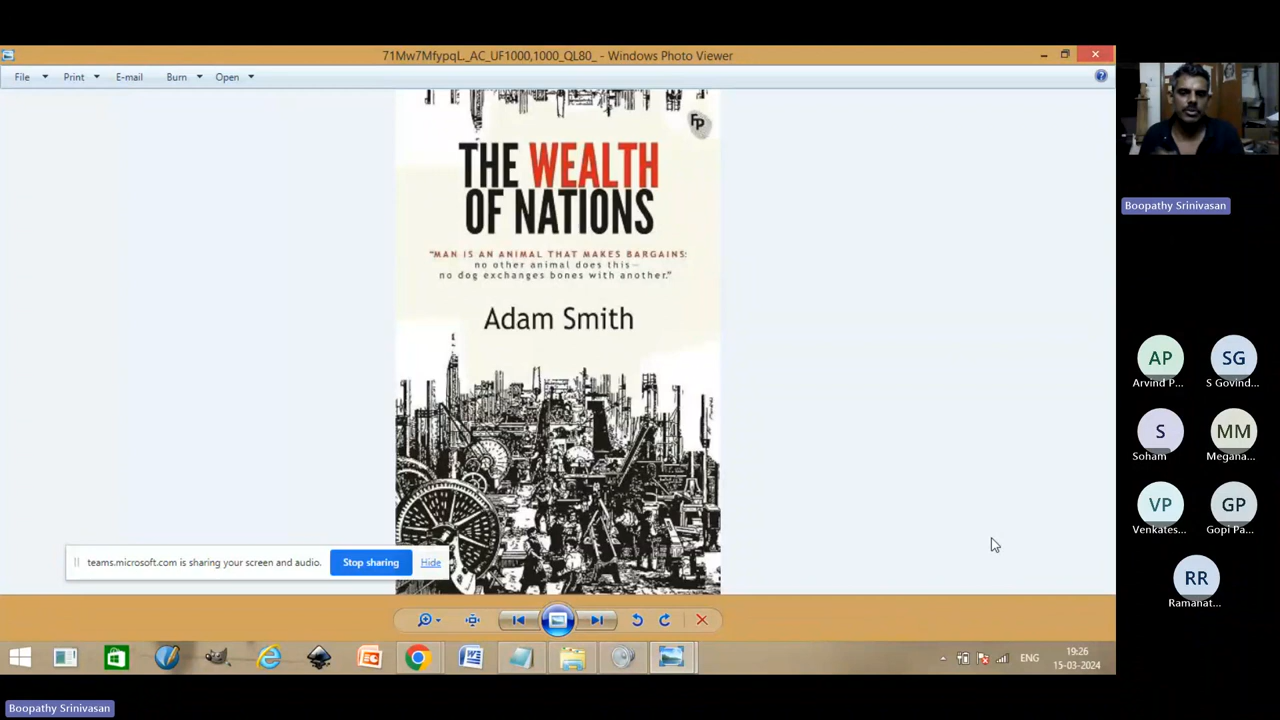 71Mw7MfypqL._AC_UF1000,1000_QL80_ - Windows Photo Viewer
File Print E-mail Burn Open
FP
THE WEALTH
OF NATIONS
"MAN IS AN ANIMAL THAT MAKES BARGAINS:
no other animal does this—
no dog exchanges bones with another."
Adam Smith
teams.microsoft.com is sharing your screen and audio. Stop sharing Hide
ENG
19:26
15-03-2024
Boopathy Srinivasan
Boopathy Srinivasan
AP SG
Arvind P... S Govind...
S MM
Soham Megana...
VP GP
Venkates... Gopi Pa...
RR
Ramanat...